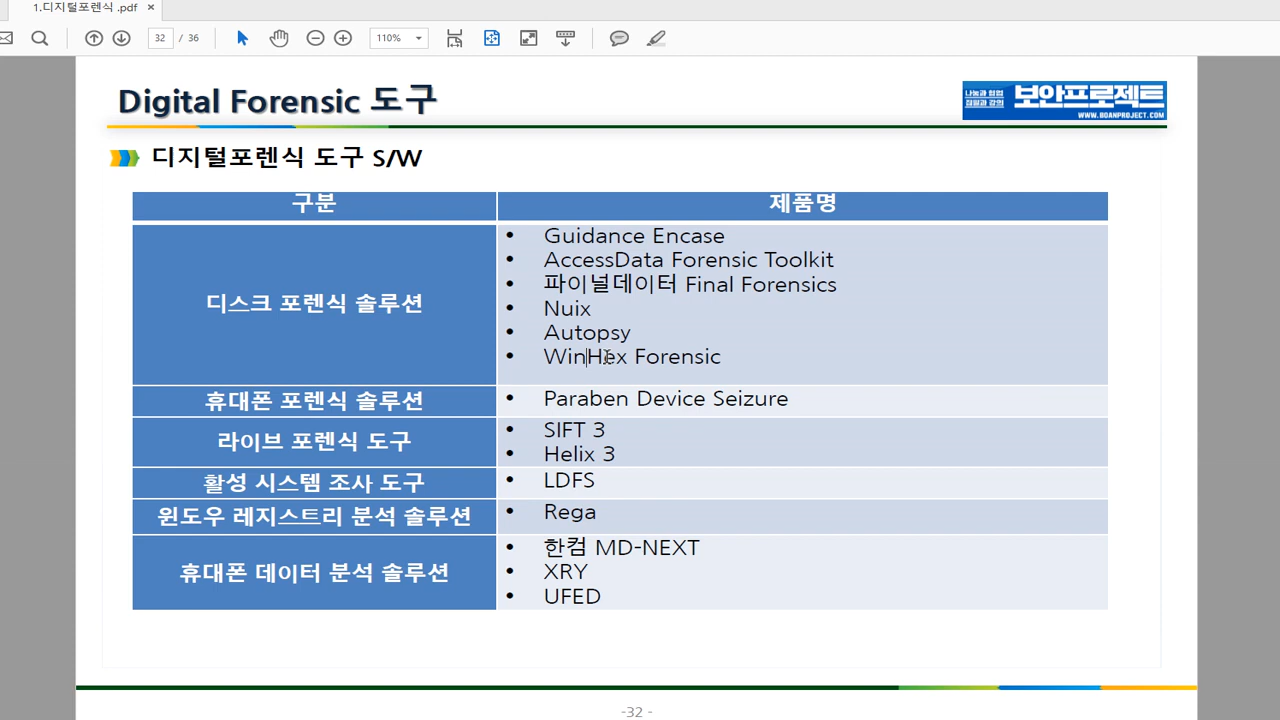 1.디지털포렌식 .pdf ×
32 / 36 110%
Digital Forensic 도구
나눔과 협업
집필과 강의
보안프로젝트
WWW.BOANPROJECT.COM
디지털포렌식 도구 S/W
구분 제품명
디스크 포렌식 솔루션
• Guidance Encase
• AccessData Forensic Toolkit
• 파이널데이터 Final Forensics
• Nuix
• Autopsy
• WinHex Forensic
휴대폰 포렌식 솔루션
• Paraben Device Seizure
라이브 포렌식 도구
• SIFT 3
• Helix 3
활성 시스템 조사 도구
• LDFS
윈도우 레지스트리 분석 솔루션
• Rega
휴대폰 데이터 분석 솔루션
• 한컴 MD-NEXT
• XRY
• UFED
-32 -